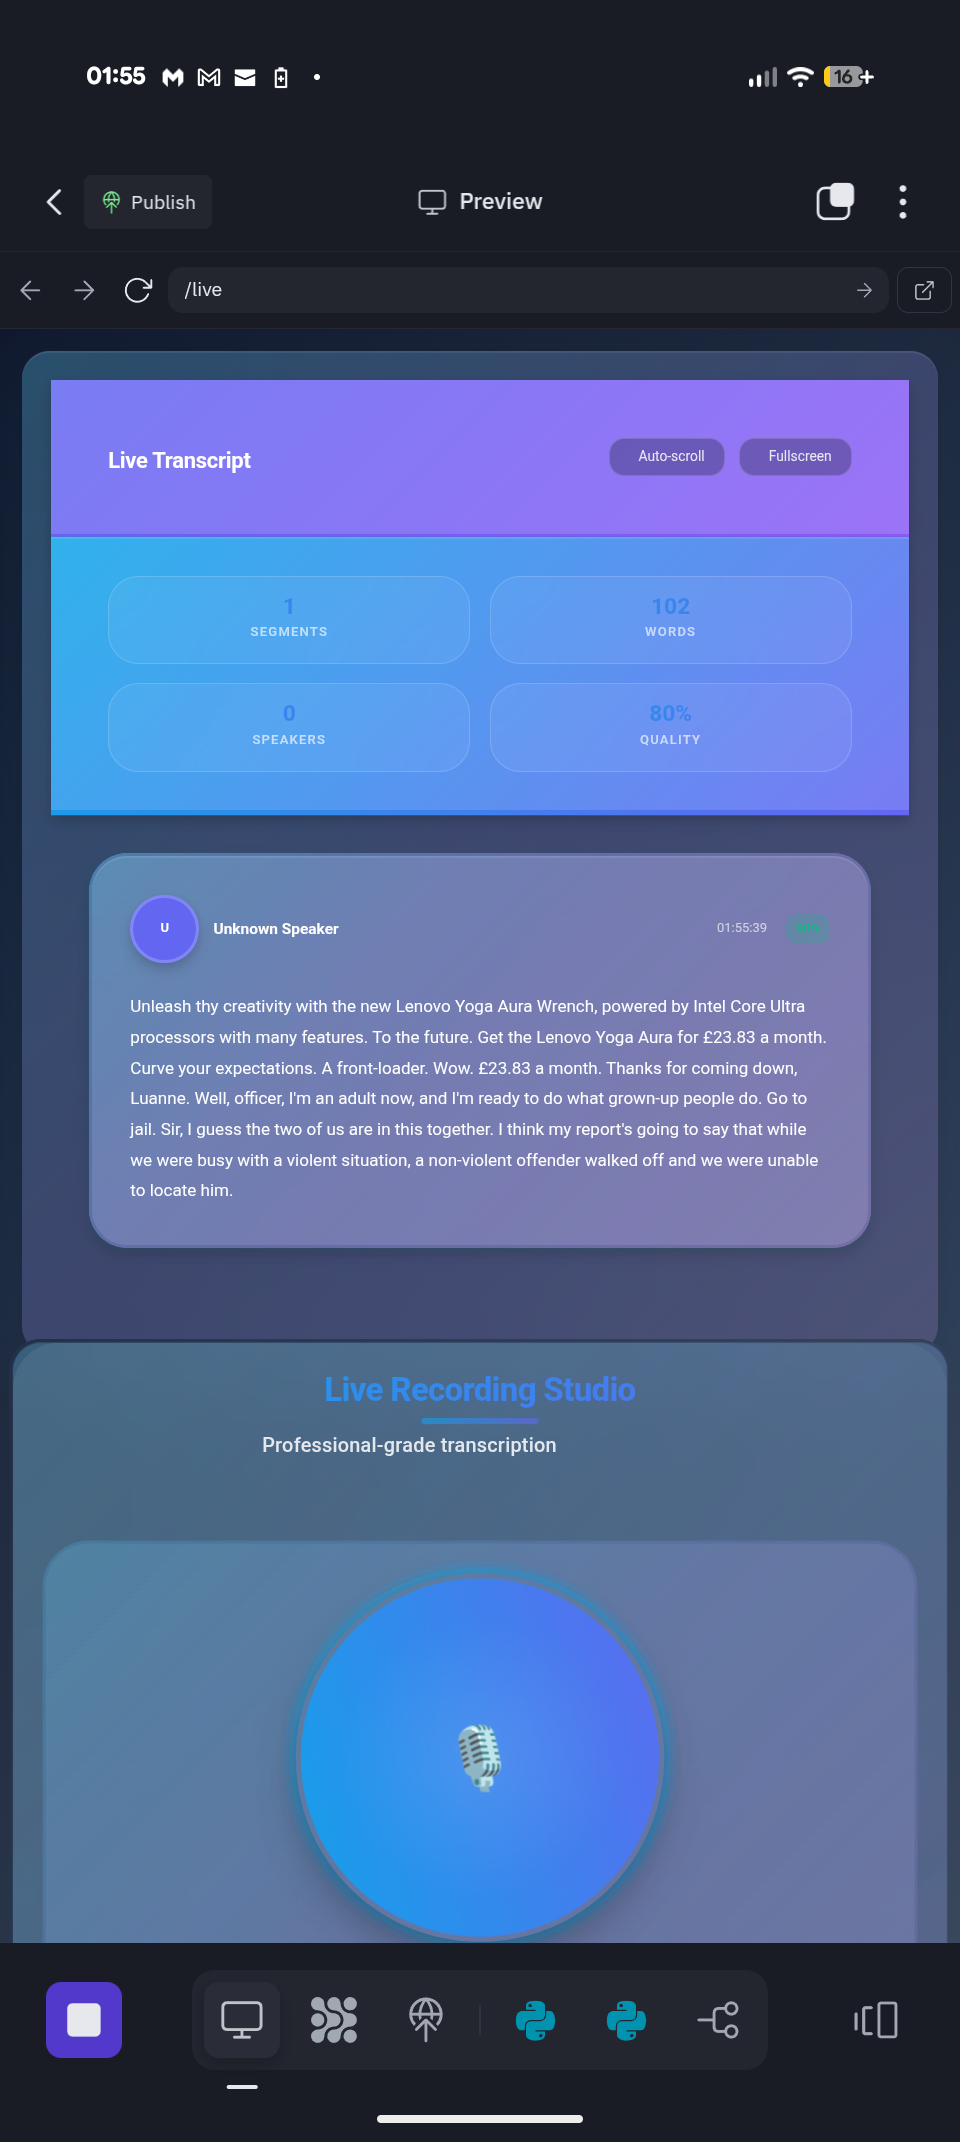 01:55
16+
Publish
Preview
/live
Live Transcript
Auto-scroll
Fullscreen
1
SEGMENTS
102
WORDS
0
SPEAKERS
80%
QUALITY
U
Unknown Speaker
01:55:39
Unleash thy creativity with the new Lenovo Yoga Aura Wrench, powered by Intel Core Ultra
processors with many features. To the future. Get the Lenovo Yoga Aura for £23.83 a month.
Curve your expectations. A front-loader. Wow. £23.83 a month. Thanks for coming down,
Luanne. Well, officer, I'm an adult now, and I'm ready to do what grown-up people do. Go to
jail. Sir, I guess the two of us are in this together. I think my report's going to say that while
we were busy with a violent situation, a non-violent offender walked off and we were unable
to locate him.
Live Recording Studio
Professional-grade transcription